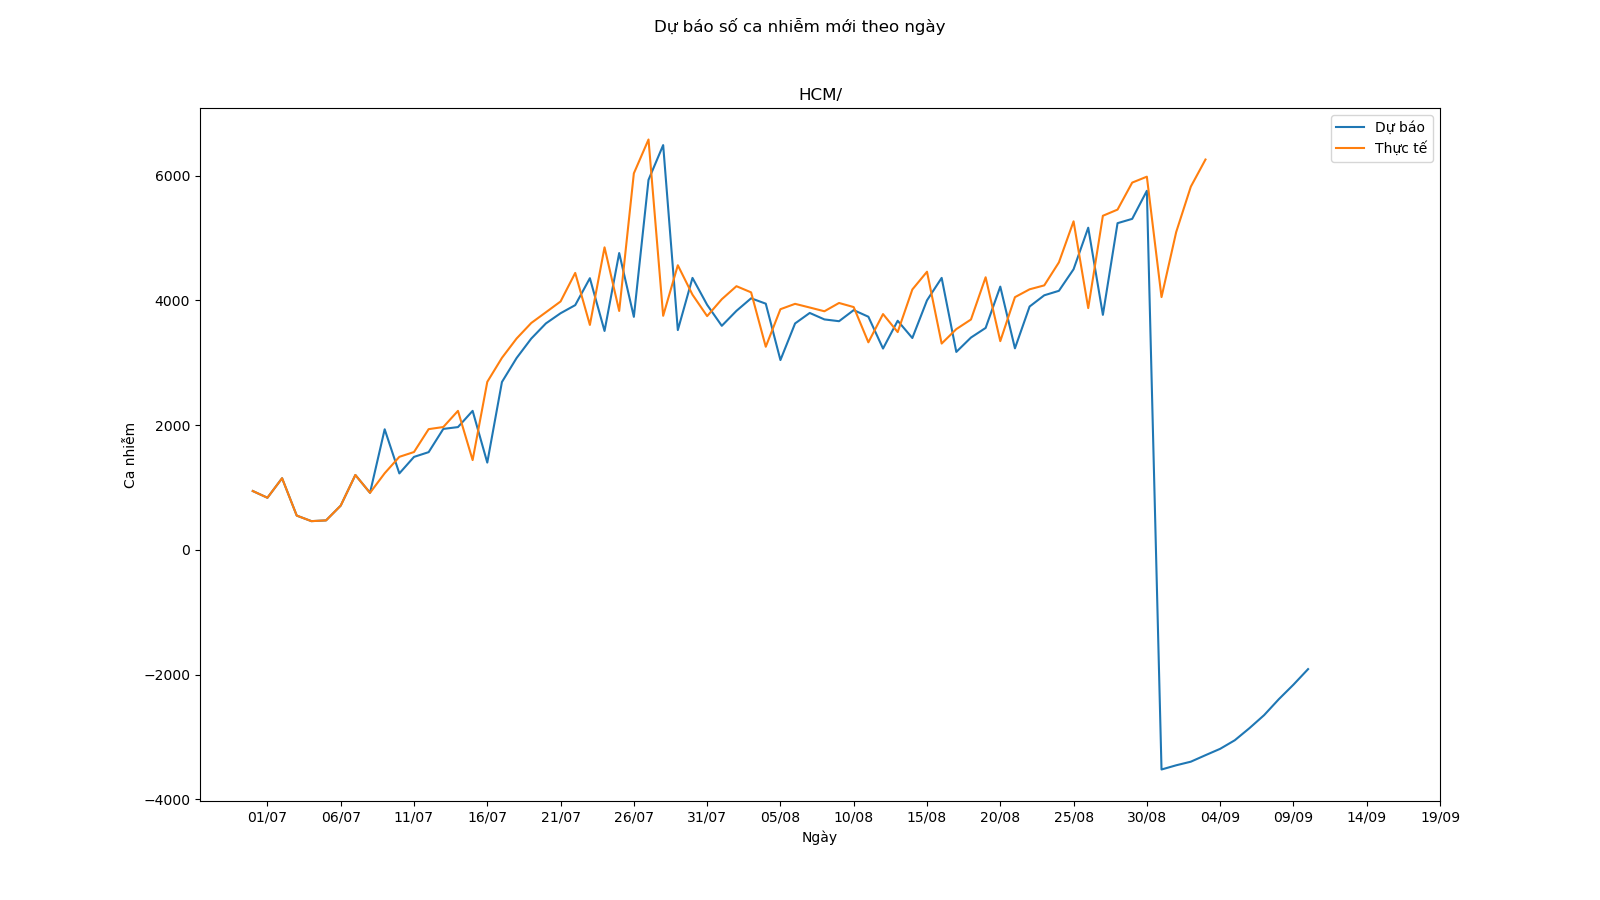 Dự báo số ca nhiễm mới theo ngày
HCM/
Dự báo
Thực tế
6000
4000
2000
0
−2000
−4000
Ca nhiễm
01/07 06/07 11/07 16/07 21/07 26/07 31/07 05/08 10/08 15/08 20/08 25/08 30/08 04/09 09/09 14/09 19/09
Ngày